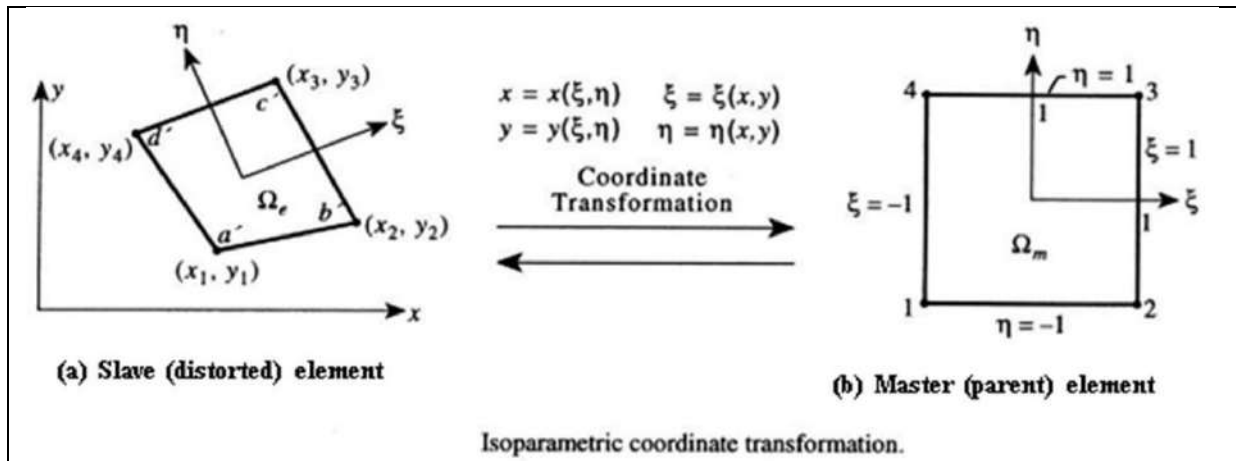 η
y
(x₃, y₃)
c´
ξ
d´
(x₄, y₄)
Ωₑ
b´
a´
(x₂, y₂)
(x₁, y₁)
x
(a) Slave (distorted) element
x = x(ξ,η) ξ = ξ(x,y)
y = y(ξ,η) η = η(x,y)
Coordinate
Transformation
η
η = 1
4
3
1
ξ = 1
ξ = -1
ξ
1
Ωₘ
1
2
η = -1
(b) Master (parent) element
Isoparametric coordinate transformation.